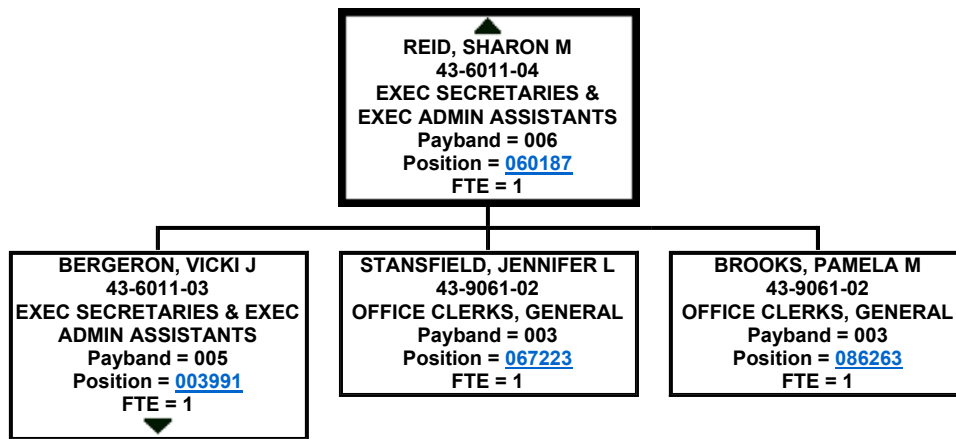 REID, SHARON M
43-6011-04
EXEC SECRETARIES &
EXEC ADMIN ASSISTANTS
Payband = 006
Position = 060187
FTE = 1
BERGERON, VICKI J
43-6011-03
EXEC SECRETARIES & EXEC
ADMIN ASSISTANTS
Payband = 005
Position = 003991
FTE = 1
STANSFIELD, JENNIFER L
43-9061-02
OFFICE CLERKS, GENERAL
Payband = 003
Position = 067223
FTE = 1
BROOKS, PAMELA M
43-9061-02
OFFICE CLERKS, GENERAL
Payband = 003
Position = 086263
FTE = 1